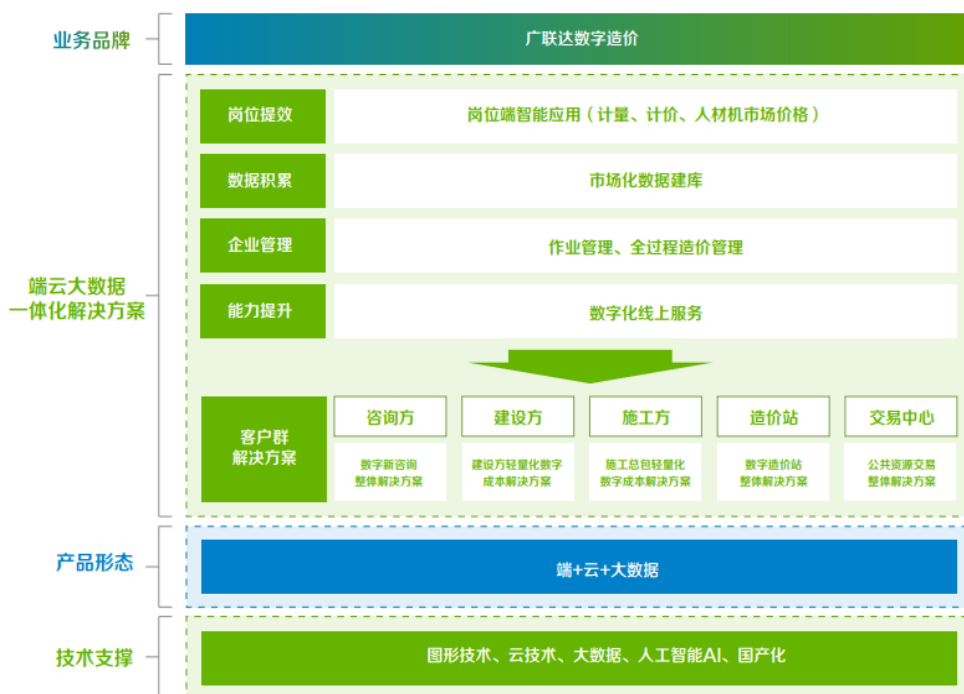 业务品牌
广联达数字造价
端云大数据
一体化解决方案
岗位提效
岗位端智能应用（计量、计价、人材机市场价格）
数据积累
市场化数据建库
企业管理
作业管理、全过程造价管理
能力提升
数字化线上服务
客户群
解决方案
咨询方
建设方
施工方
造价站
交易中心
数字新咨询
整体解决方案
建设方轻量化数字
成本解决方案
施工总包轻量化
数字成本解决方案
数字造价站
整体解决方案
公共资源交易
整体解决方案
产品形态
端+云+大数据
技术支撑
图形技术、云技术、大数据、人工智能AI、国产化